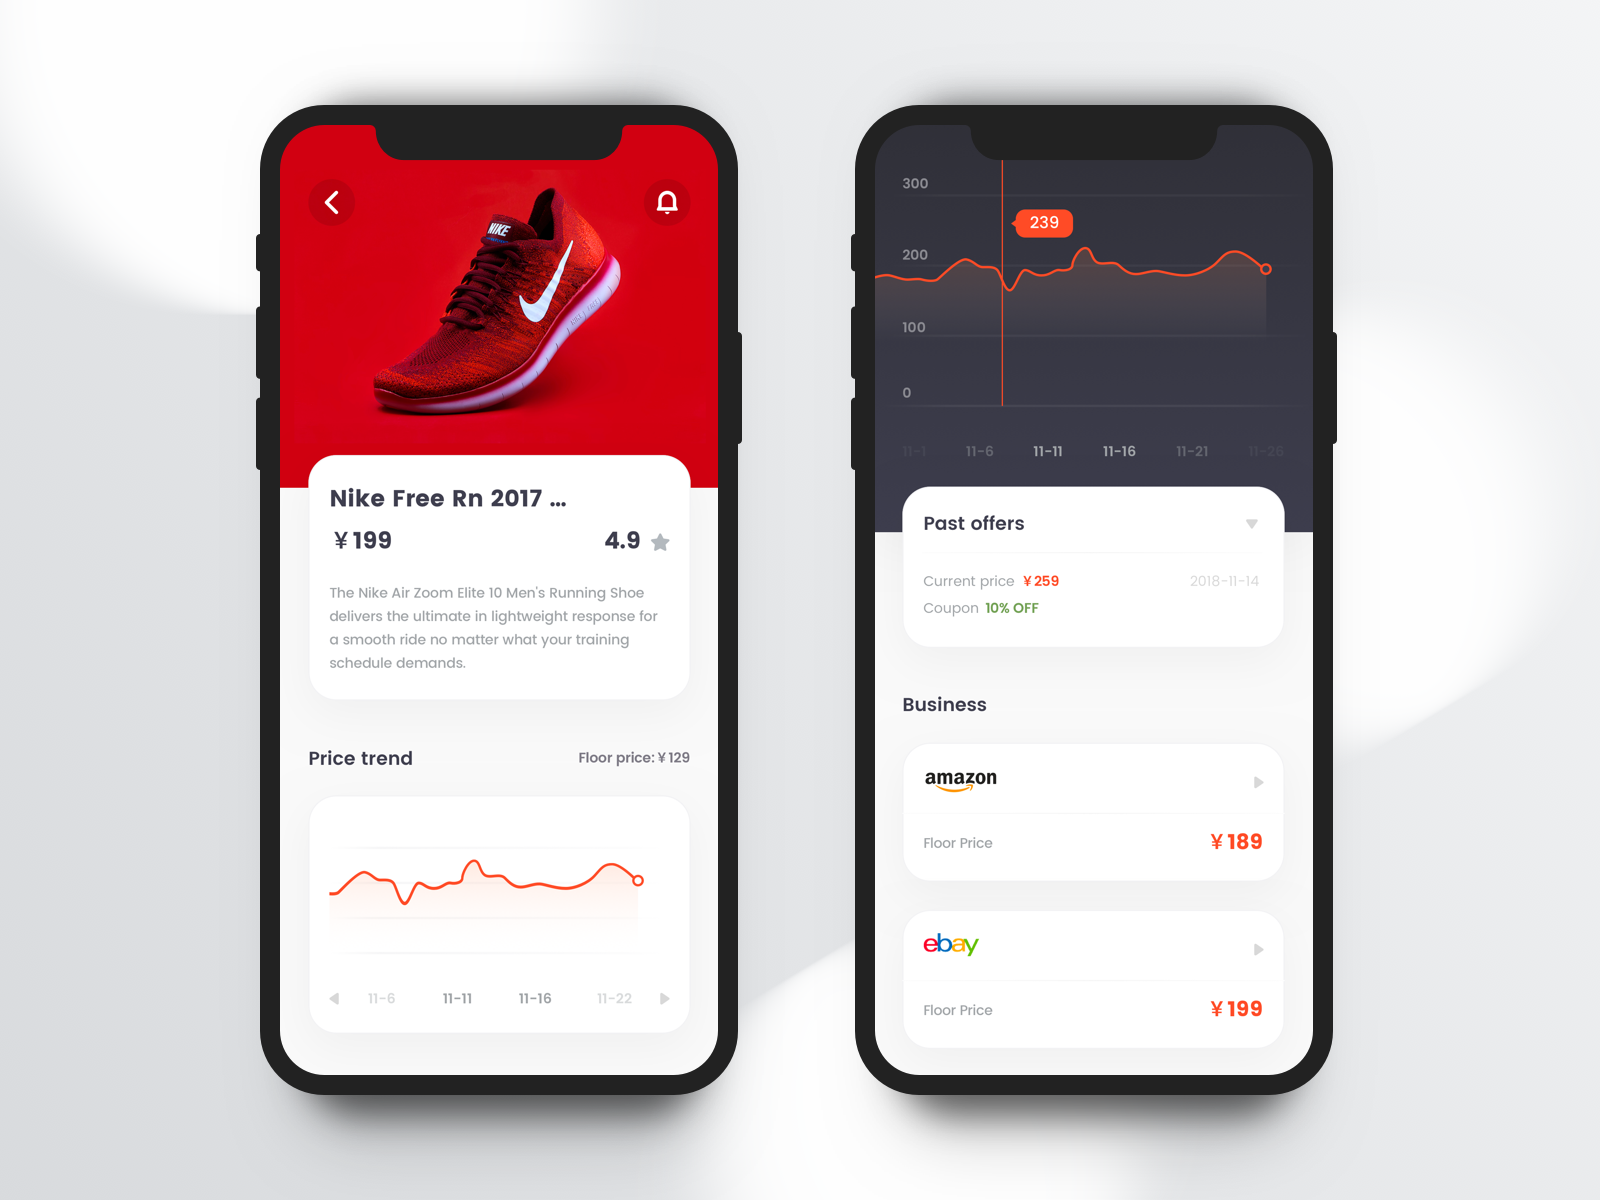 NIKE
Nike Free Rn 2017 ...
¥ 199
4.9
The Nike Air Zoom Elite 10 Men's Running Shoe
delivers the ultimate in lightweight response for
a smooth ride no matter what your training
schedule demands.
Price trend
Floor price: ¥ 129
11-6
11-11
11-16
11-22
300
239
200
100
0
11-1
11-6
11-11
11-16
11-21
11-26
Past offers
Current price ¥ 259
2018-11-14
Coupon 10% OFF
Business
amazon
Floor Price
¥ 189
ebay
Floor Price
¥ 199